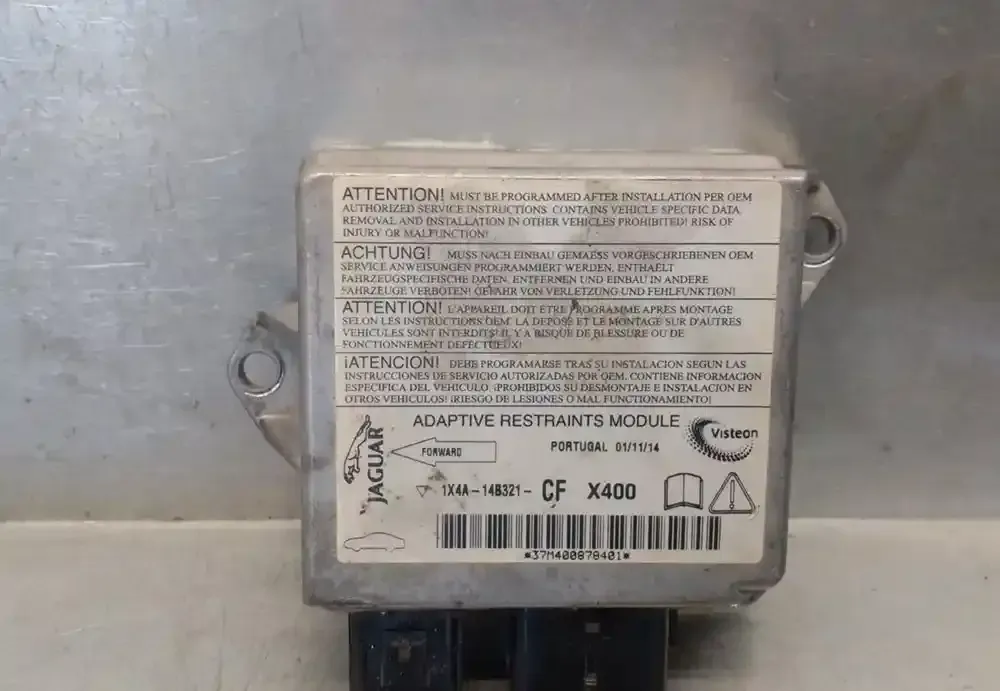 ATTENTION! MUST BE PROGRAMMED AFTER INSTALLATION PER OEM
AUTHORIZED SERVICE INSTRUCTIONS. CONTAINS VEHICLE SPECIFIC DATA.
REMOVAL AND INSTALLATION IN OTHER VEHICLES PROHIBITED! RISK OF
INJURY OR MALFUNCTION!
ACHTUNG! MUSS NACH EINBAU GEMAESS VORGESCHRIEBENEN OEM
SERVICE ANWEISUNGEN PROGRAMMIERT WERDEN, ENTHAELT
FAHRZEUGSPECIFISCHE DATEN. ENTFERNEN UND EINBAU IN ANDERE
FAHRZEUGE VERBOTEN! GEFAHR VON VERLETZUNG UND FEHLFUNKTION!
ATTENTION! L'APPAREIL DOIT ETRE PROGRAMME APRES MONTAGE
SELON LES INSTRUCTIONS OEM. LA DEPOSE ET LE MONTAGE SUR D'AUTRES
VEHICULES SONT INTERDITS! IL Y A RISQUE DE BLESSURE OU DE
FONCTIONNEMENT DEFECTUEUX!
¡ATENCION! DEBE PROGRAMARSE TRAS SU INSTALACION SEGUN LAS
INSTRUCCIONES DE SERVICIO AUTORIZADAS POR OEM. CONTIENE INFORMACION
ESPECIFICA DEL VEHICULO. ¡PROHIBIDOS SU DESMONTAJE E INSTALACION EN
OTROS VEHICULOS! ¡RIESGO DE LESIONES O MAL FUNCIONAMIENTO!
ADAPTIVE RESTRAINTS MODULE
Visteon
JAGUAR
FORWARD
PORTUGAL 01/11/14
1X4A-14B321- CF X400
*37M400878401*